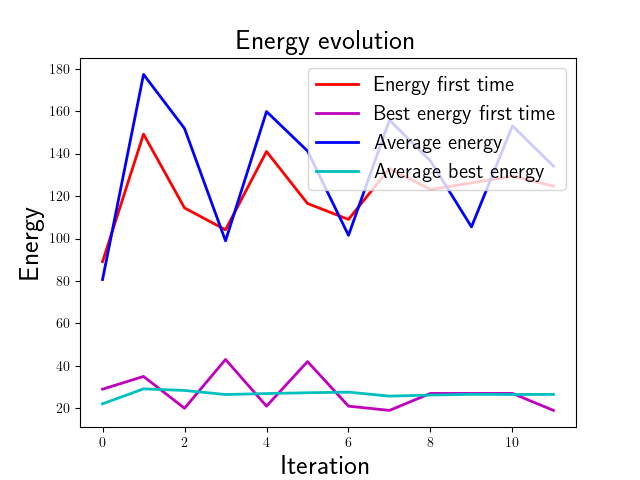 Energy evolution
180
160
140
120
100
80
60
40
20
Energy
Energy first time
Best energy first time
Average energy
Average best energy
0 2 4 6 8 10
Iteration